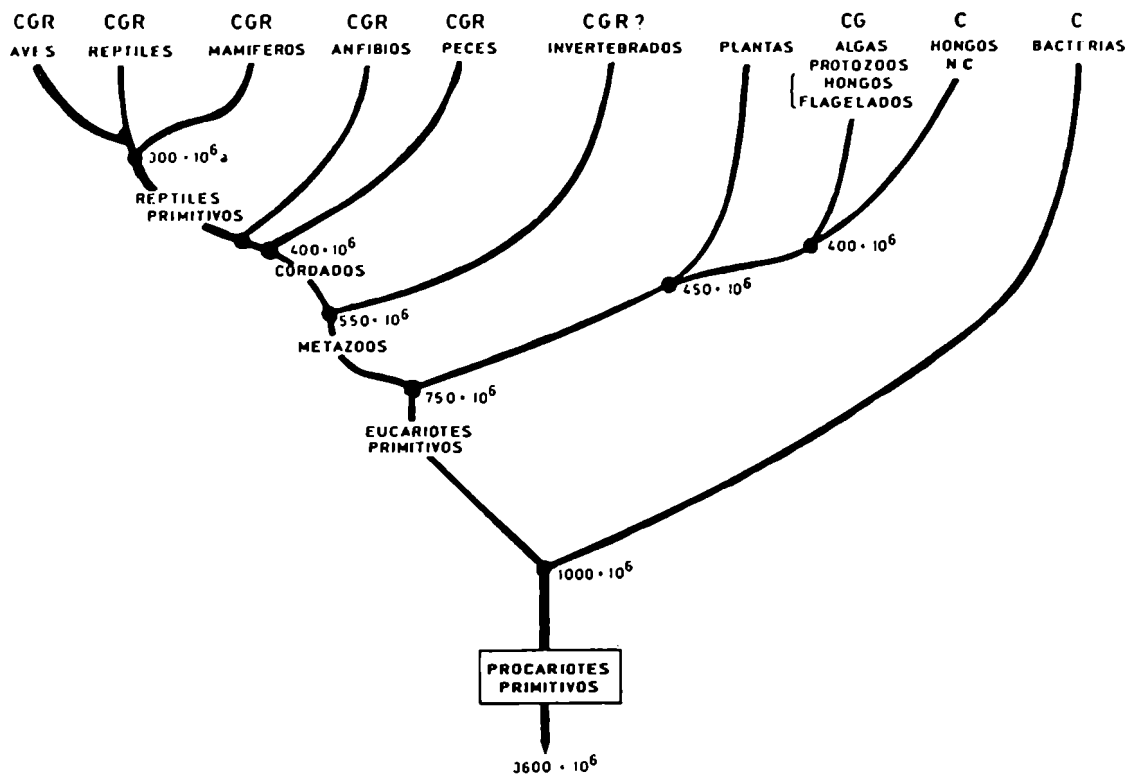 CGR CGR CGR CGR CGR CGR? CG C C
AVES REPTILES MAMIFEROS ANFIBIOS PECES INVERTEBRADOS PLANTAS ALGAS HONGOS BACTERIAS
PROTOZOOS N C
HONGOS
FLAGELADOS
300 · 10⁶a
REPTILES
PRIMITIVOS
400 · 10⁶
400 · 10⁶
CORDADOS
450 · 10⁶
550 · 10⁶
METAZOOS
750 · 10⁶
EUCARIOTES
PRIMITIVOS
1000 · 10⁶
PROCARIOTES
PRIMITIVOS
3600 · 10⁶